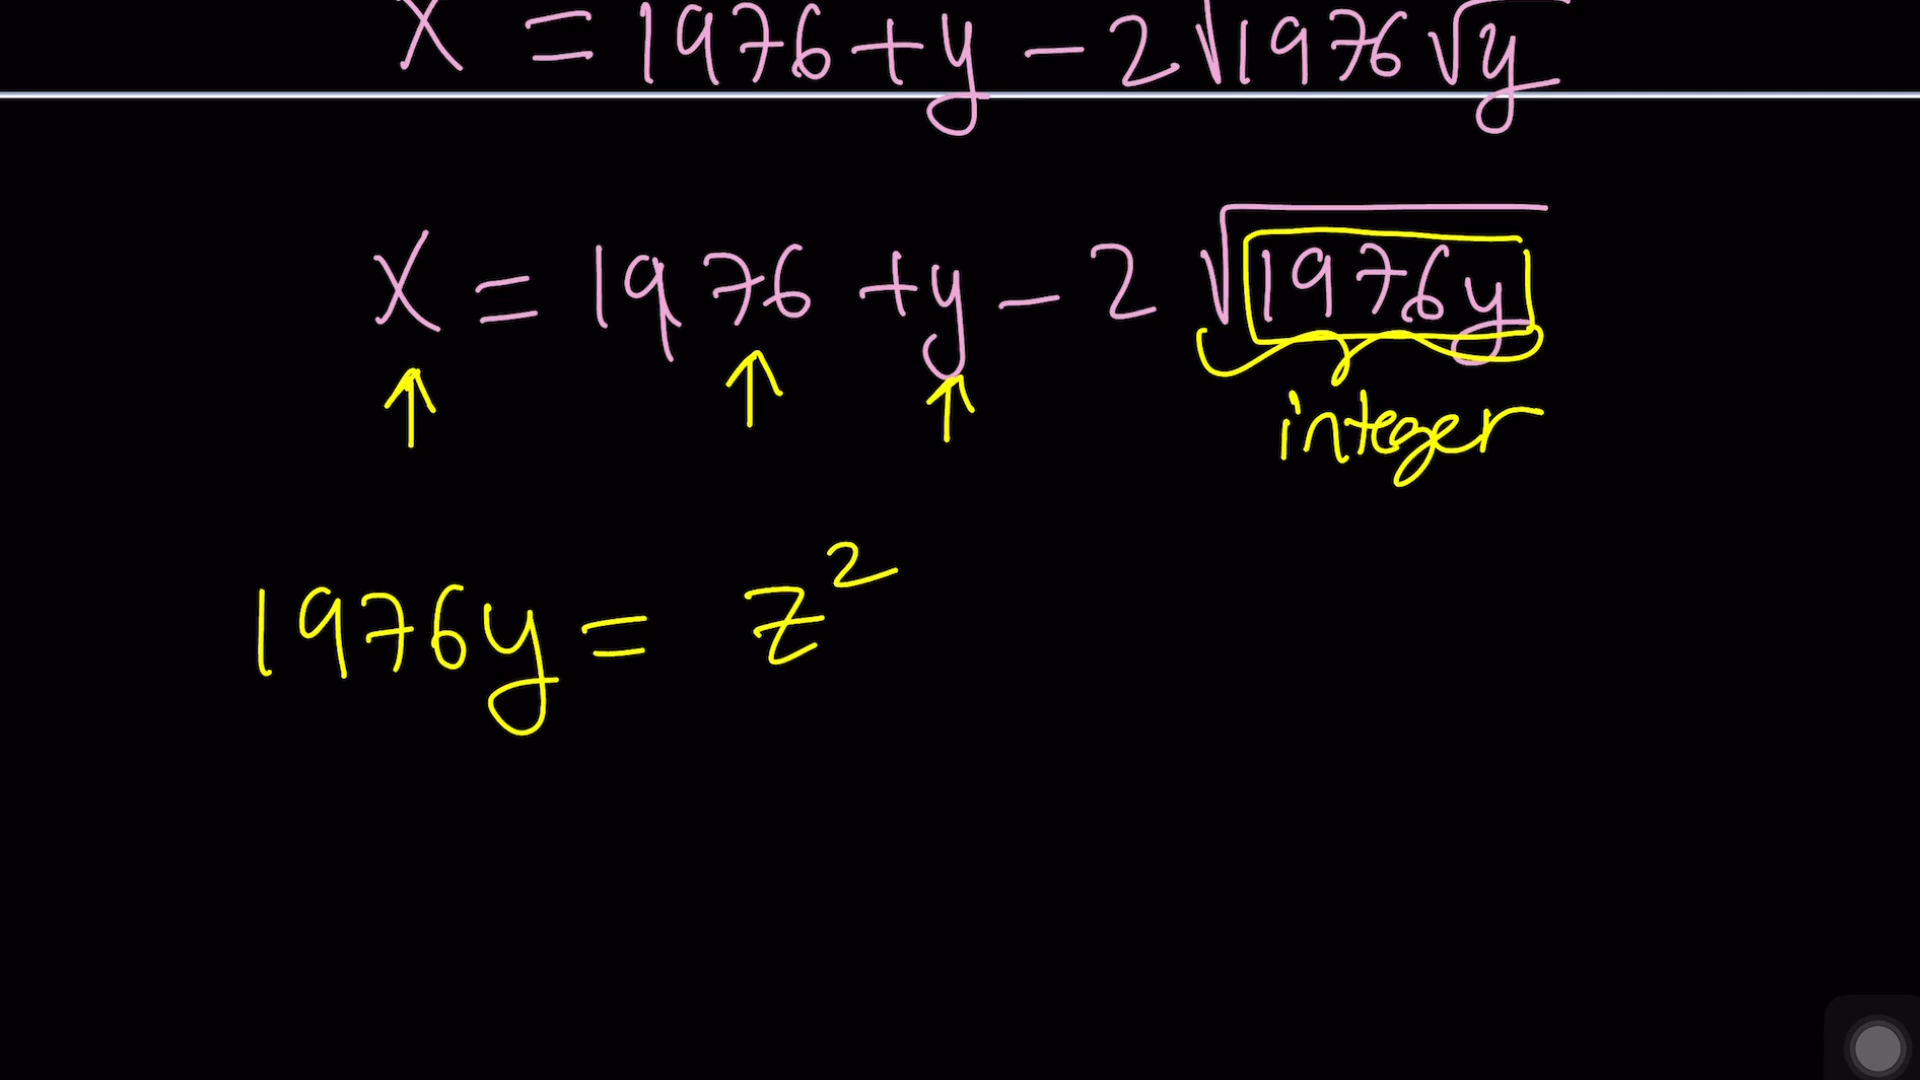 x = 1976 + y - 2√1976 √y
x = 1976 + y - 2 √1976y
integer
1976y = z²